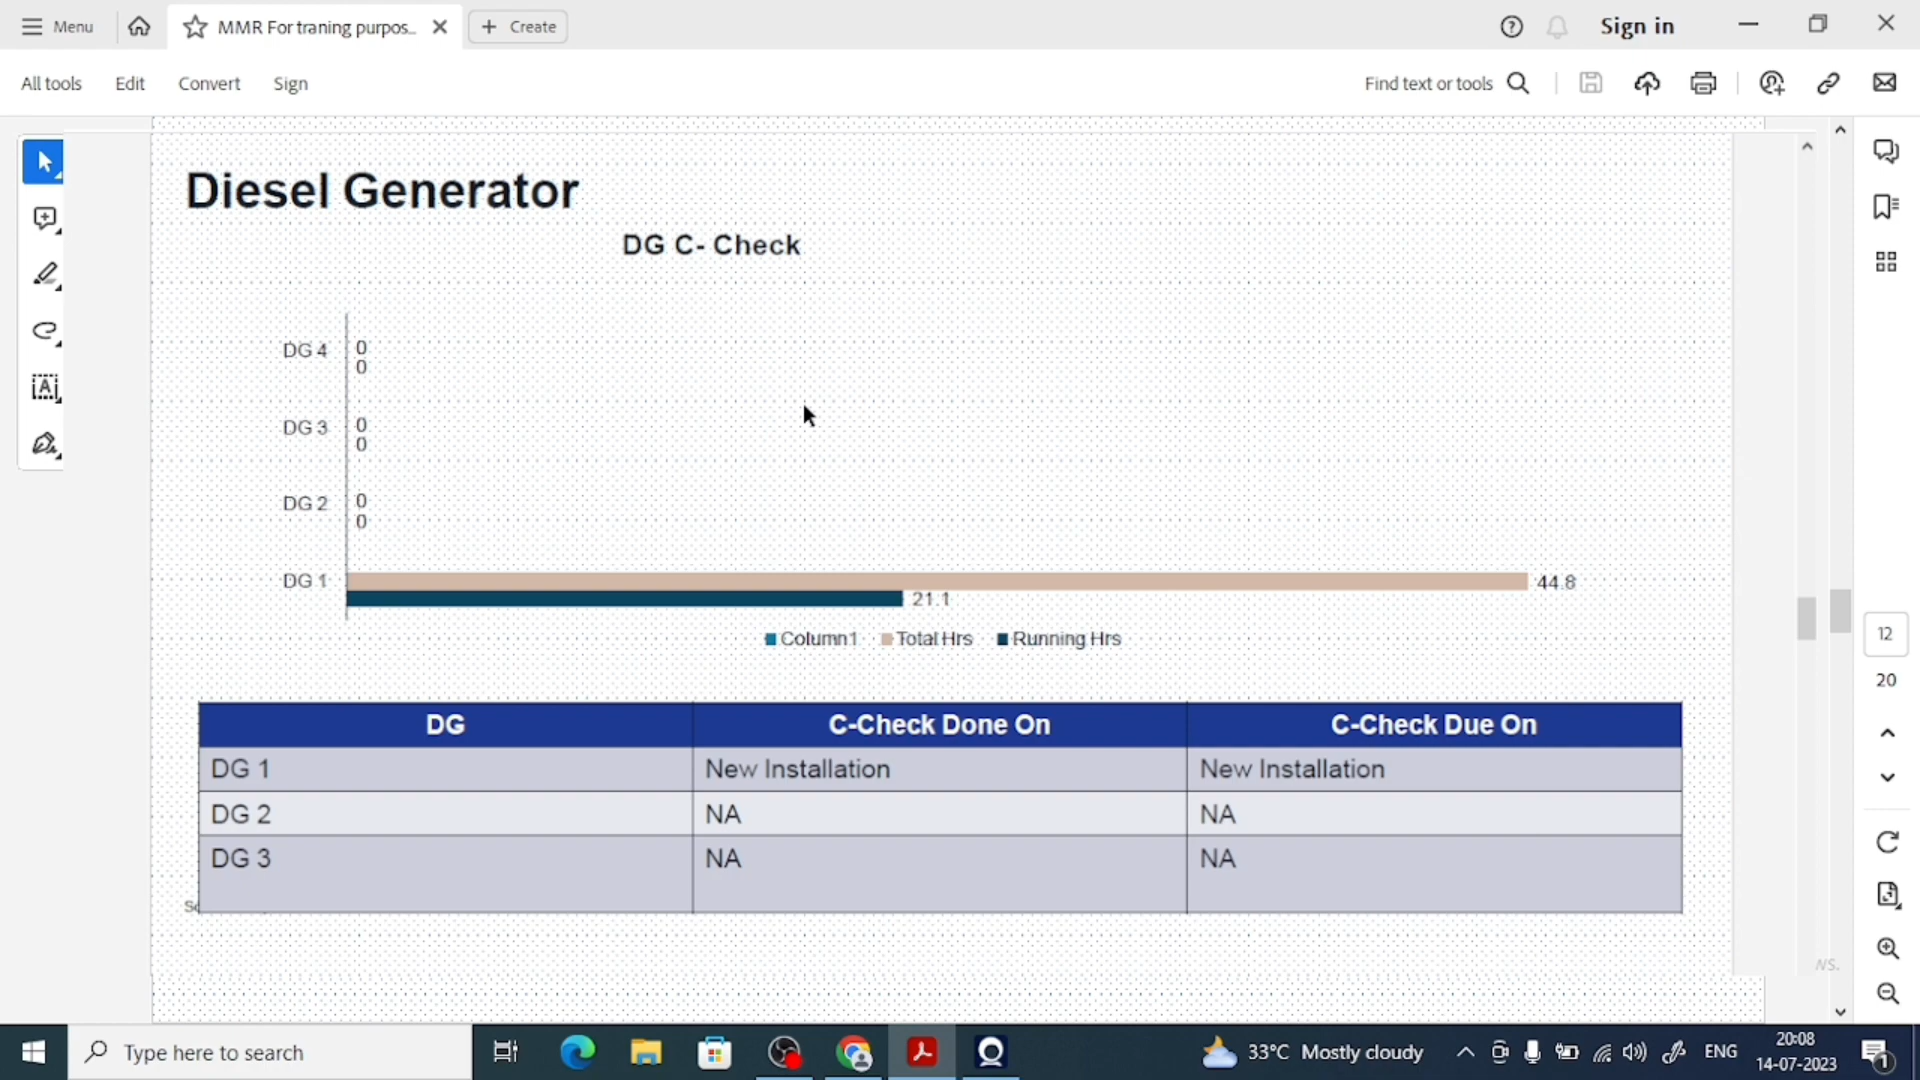 Menu
MMR For traning purpos...
Create
Sign in
All tools
Edit
Convert
Sign
Find text or tools
Diesel Generator
DG C- Check
DG 4
0
0
DG 3
0
0
DG 2
0
0
DG 1
44.8
21.1
Column1
Total Hrs
Running Hrs
DG
C-Check Done On
C-Check Due On
DG 1
New Installation
New Installation
DG 2
NA
NA
DG 3
NA
NA
12
20
Type here to search
33°C Mostly cloudy
ENG
20:08
14-07-2023
1